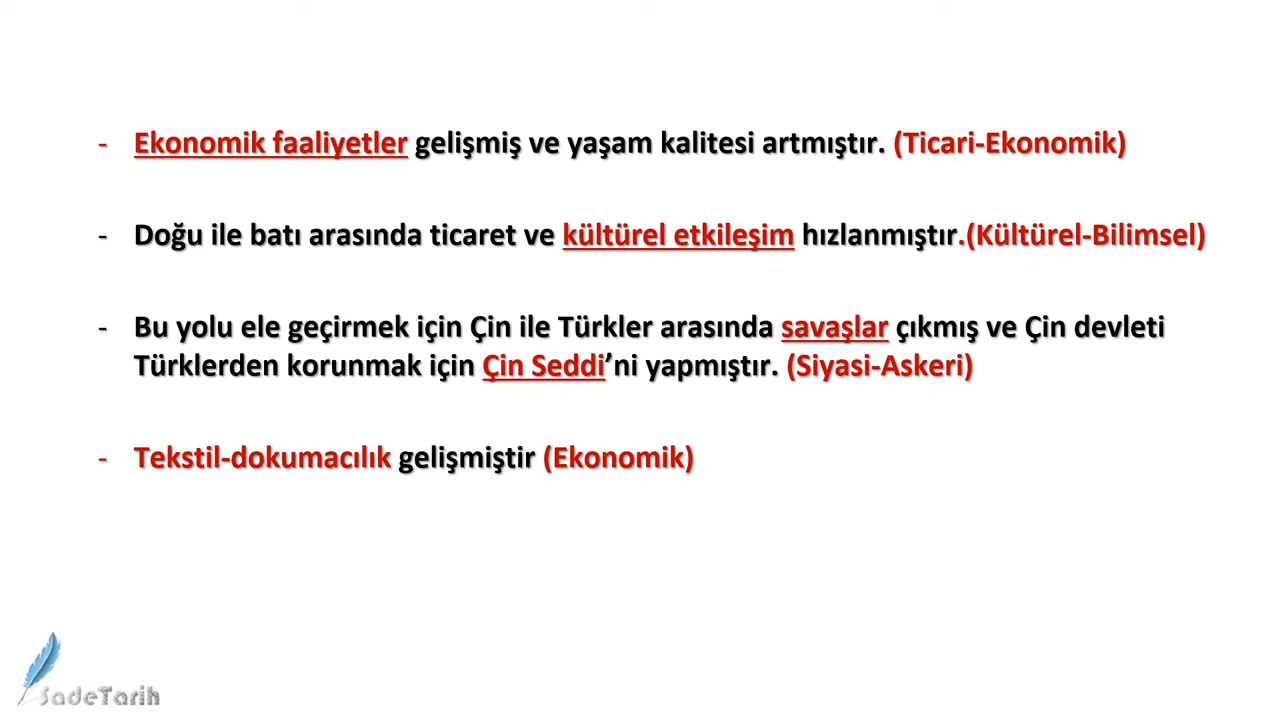 - Ekonomik faaliyetler gelişmiş ve yaşam kalitesi artmıştır. (Ticari-Ekonomik)
- Doğu ile batı arasında ticaret ve kültürel etkileşim hızlanmıştır.(Kültürel-Bilimsel)
- Bu yolu ele geçirmek için Çin ile Türkler arasında savaşlar çıkmış ve Çin devleti
Türklerden korunmak için Çin Seddi’ni yapmıştır. (Siyasi-Askeri)
- Tekstil-dokumacılık gelişmiştir (Ekonomik)
SadeTarih